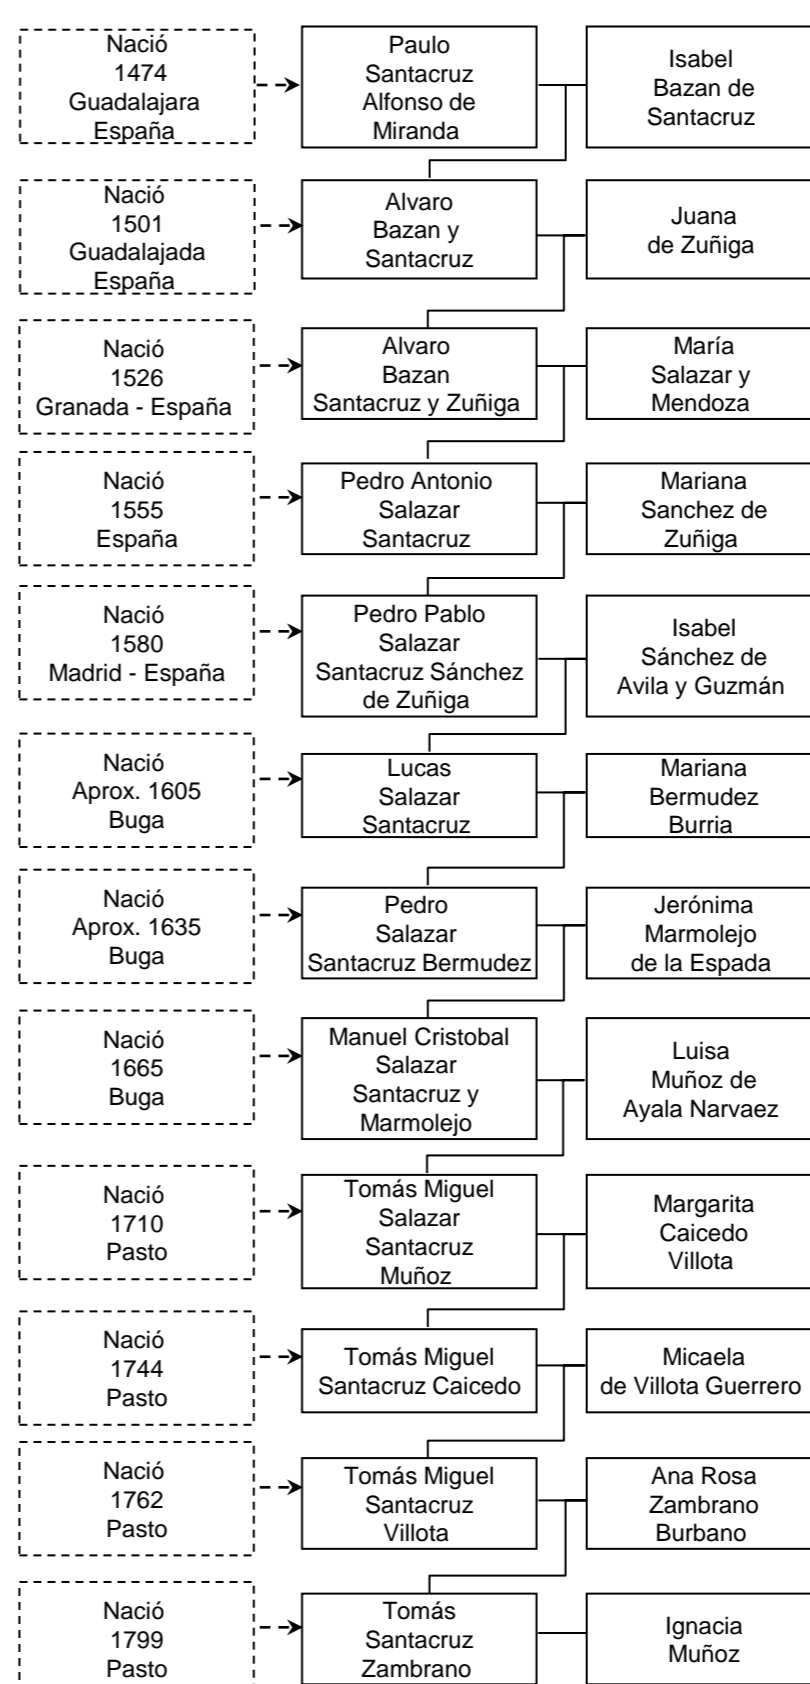 Nació
1474
Guadalajara
España
Paulo
Santacruz
Alfonso de
Miranda
Isabel
Bazan de
Santacruz
Nació
1501
Guadalajada
España
Alvaro
Bazan y
Santacruz
Juana
de Zuñiga
Nació
1526
Granada - España
Alvaro
Bazan
Santacruz y Zuñiga
María
Salazar y
Mendoza
Nació
1555
España
Pedro Antonio
Salazar
Santacruz
Mariana
Sanchez de
Zuñiga
Nació
1580
Madrid - España
Pedro Pablo
Salazar
Santacruz Sánchez
de Zuñiga
Isabel
Sánchez de
Avila y Guzmán
Nació
Aprox. 1605
Buga
Lucas
Salazar
Santacruz
Mariana
Bermudez
Burria
Nació
Aprox. 1635
Buga
Pedro
Salazar
Santacruz Bermudez
Jerónima
Marmolejo
de la Espada
Nació
1665
Buga
Manuel Cristobal
Salazar
Santacruz y
Marmolejo
Luisa
Muñoz de
Ayala Narvaez
Nació
1710
Pasto
Tomás Miguel
Salazar
Santacruz
Muñoz
Margarita
Caicedo
Villota
Nació
1744
Pasto
Tomás Miguel
Santacruz Caicedo
Micaela
de Villota Guerrero
Nació
1762
Pasto
Tomás Miguel
Santacruz
Villota
Ana Rosa
Zambrano
Burbano
Nació
1799
Pasto
Tomás
Santacruz
Zambrano
Ignacia
Muñoz